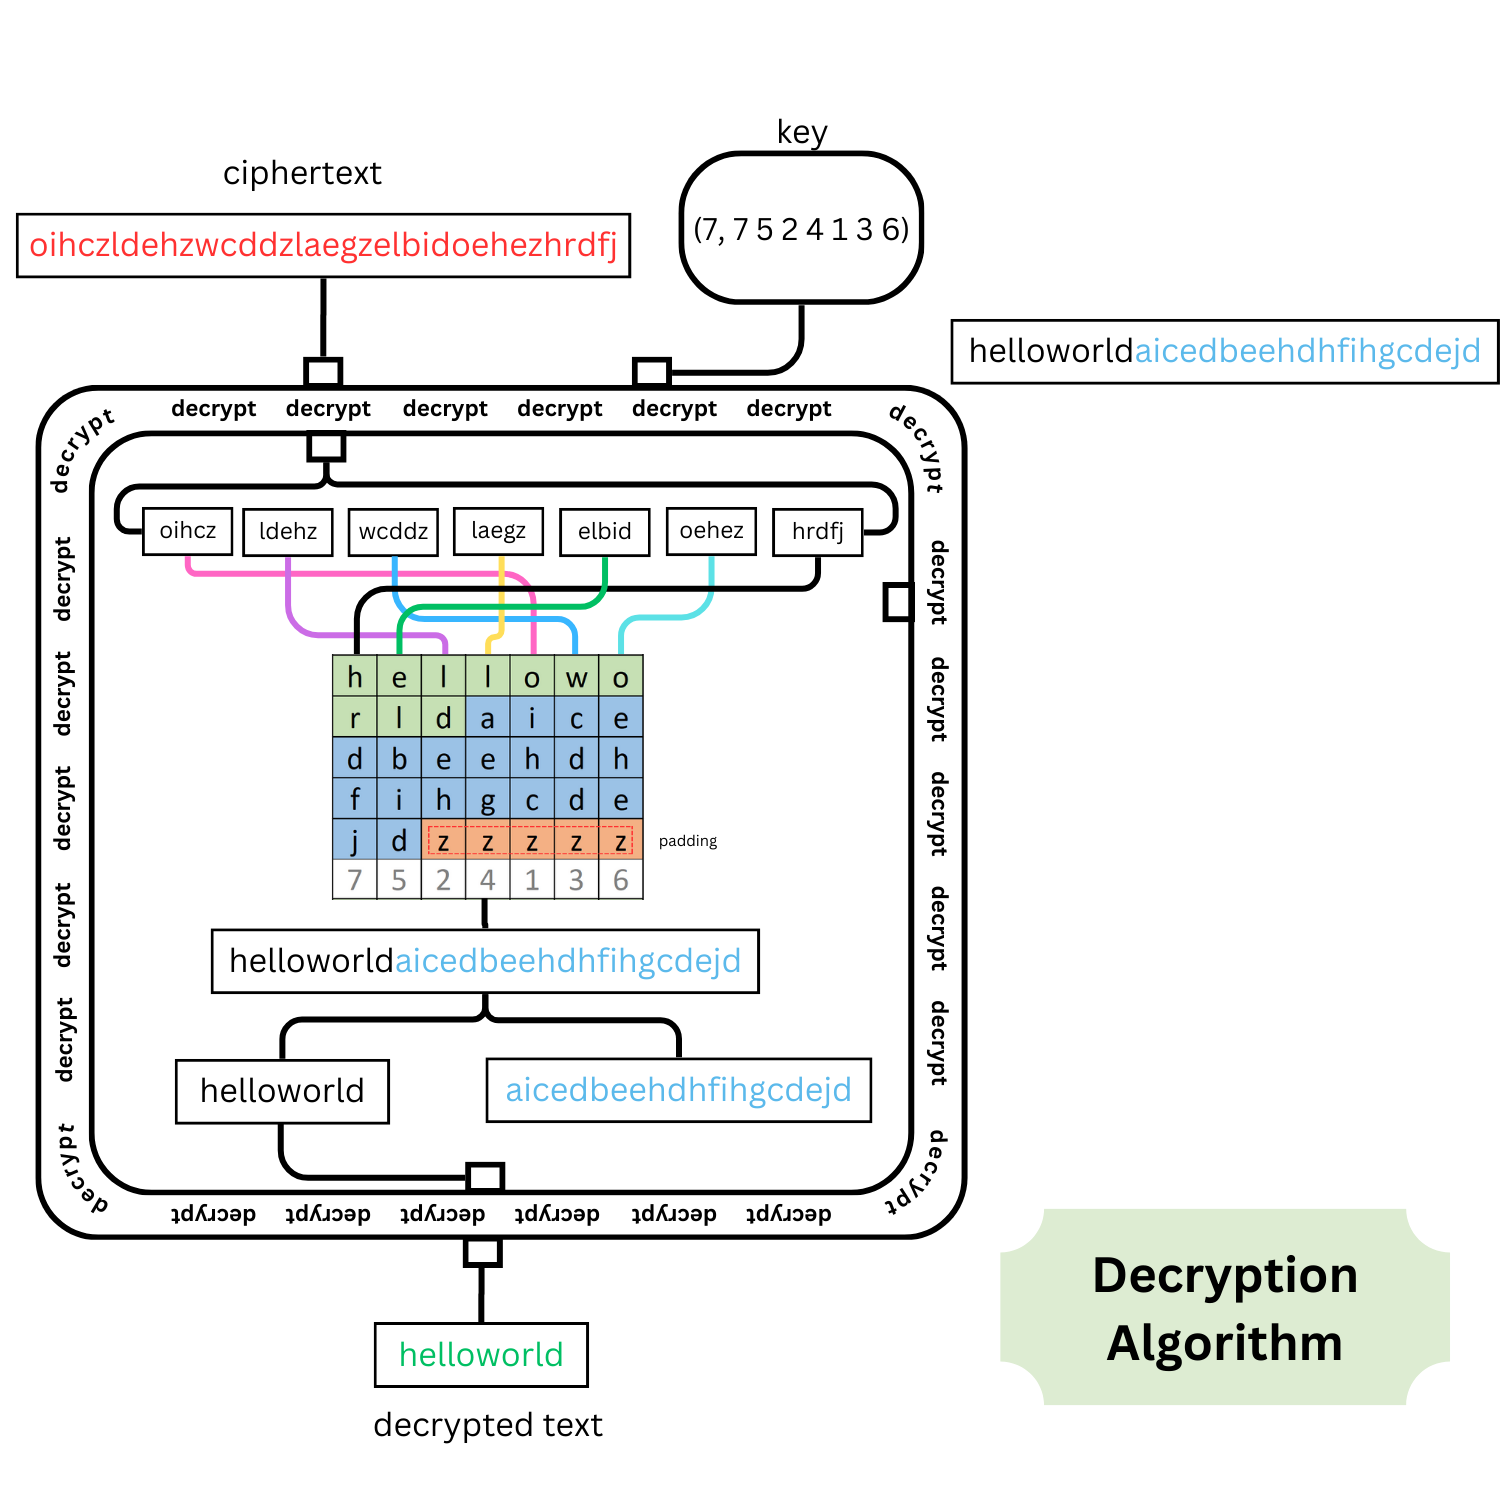 key
ciphertext
oihczldehzwcddzlaegzelbidoehezhrdfj
(7, 7 5 2 4 1 3 6)
helloworldaicedbeehdhfihgcdejd
decrypt decrypt decrypt decrypt decrypt decrypt decrypt decrypt
oihcz ldehz wcddz laegz elbid oehez hrdfj
decrypt
decrypt
decrypt
decrypt
decrypt
decrypt
decrypt
decrypt
decrypt
decrypt
h e l l o w o
r l d a i c e
d b e e h d h
f i h g c d e
j d z z z z z
padding
7 5 2 4 1 3 6
helloworldaicedbeehdhfihgcdejd
helloworld
aicedbeehdhfihgcdejd
decrypt decrypt decrypt decrypt decrypt decrypt decrypt decrypt
helloworld
decrypted text
Decryption
Algorithm